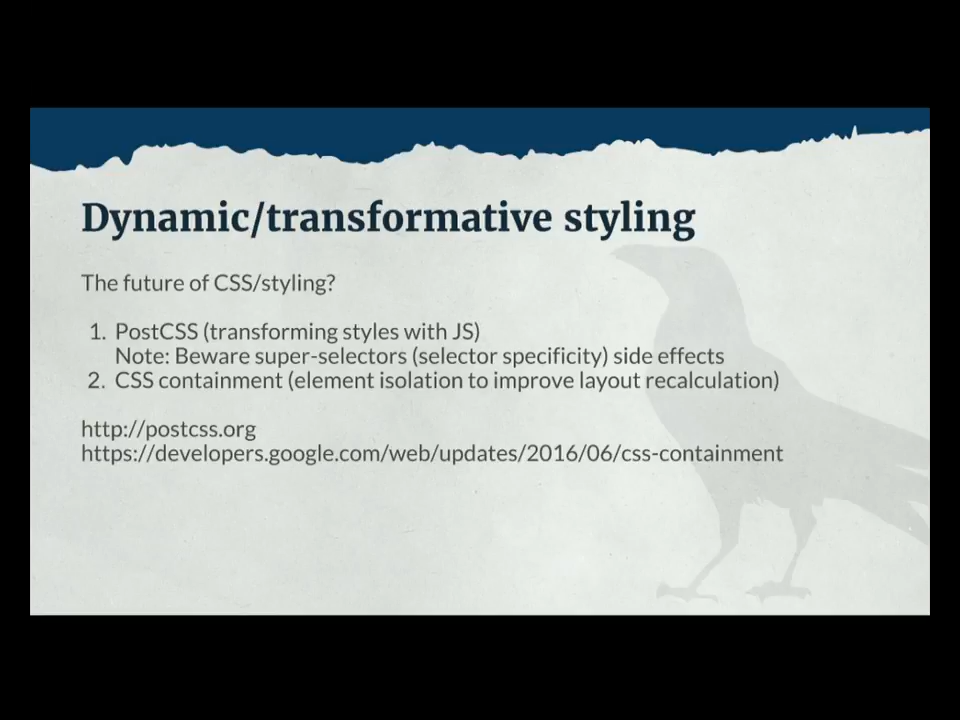 Dynamic/transformative styling
The future of CSS/styling?
1. PostCSS (transforming styles with JS)
Note: Beware super-selectors (selector specificity) side effects
2. CSS containment (element isolation to improve layout recalculation)
http://postcss.org
https://developers.google.com/web/updates/2016/06/css-containment